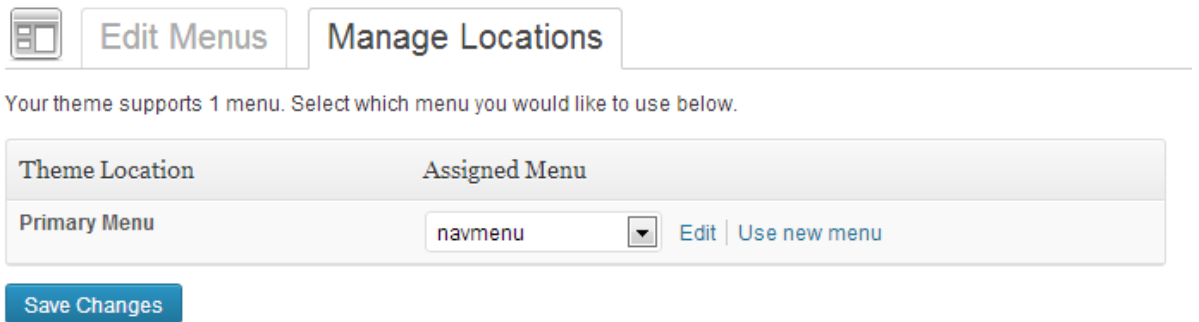 Edit Menus Manage Locations
Your theme supports 1 menu. Select which menu you would like to use below.
Theme Location Assigned Menu
Primary Menu navmenu Edit Use new menu
Save Changes